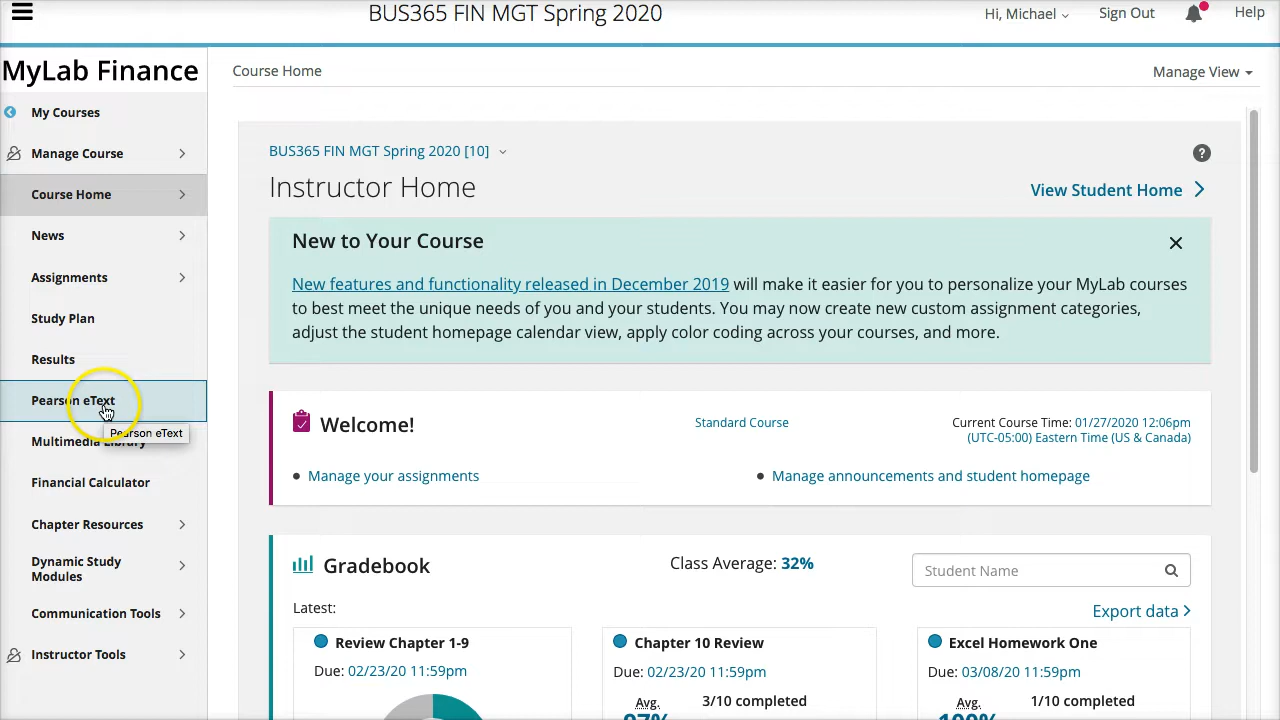 BUS365 FIN MGT Spring 2020
Hi, Michael
Sign Out
Help
MyLab Finance
My Courses
Manage Course
Course Home
News
Assignments
Study Plan
Results
Pearson eText
Pearson eText
Multimedia Library
Financial Calculator
Chapter Resources
Dynamic Study
Modules
Communication Tools
Instructor Tools
Course Home
Manage View
BUS365 FIN MGT Spring 2020 [10]
?
Instructor Home
View Student Home
New to Your Course
New features and functionality released in December 2019 will make it easier for you to personalize your MyLab courses
to best meet the unique needs of you and your students. You may now create new custom assignment categories,
adjust the student homepage calendar view, apply color coding across your courses, and more.
Welcome!
Standard Course
Current Course Time: 01/27/2020 12:06pm
(UTC-05:00) Eastern Time (US & Canada)
Manage your assignments
Manage announcements and student homepage
Gradebook
Class Average: 32%
Student Name
Latest:
Export data
Review Chapter 1-9
Due: 02/23/20 11:59pm
Chapter 10 Review
Due: 02/23/20 11:59pm
Avg.
3/10 completed
97%
Excel Homework One
Due: 03/08/20 11:59pm
Avg.
1/10 completed
100%